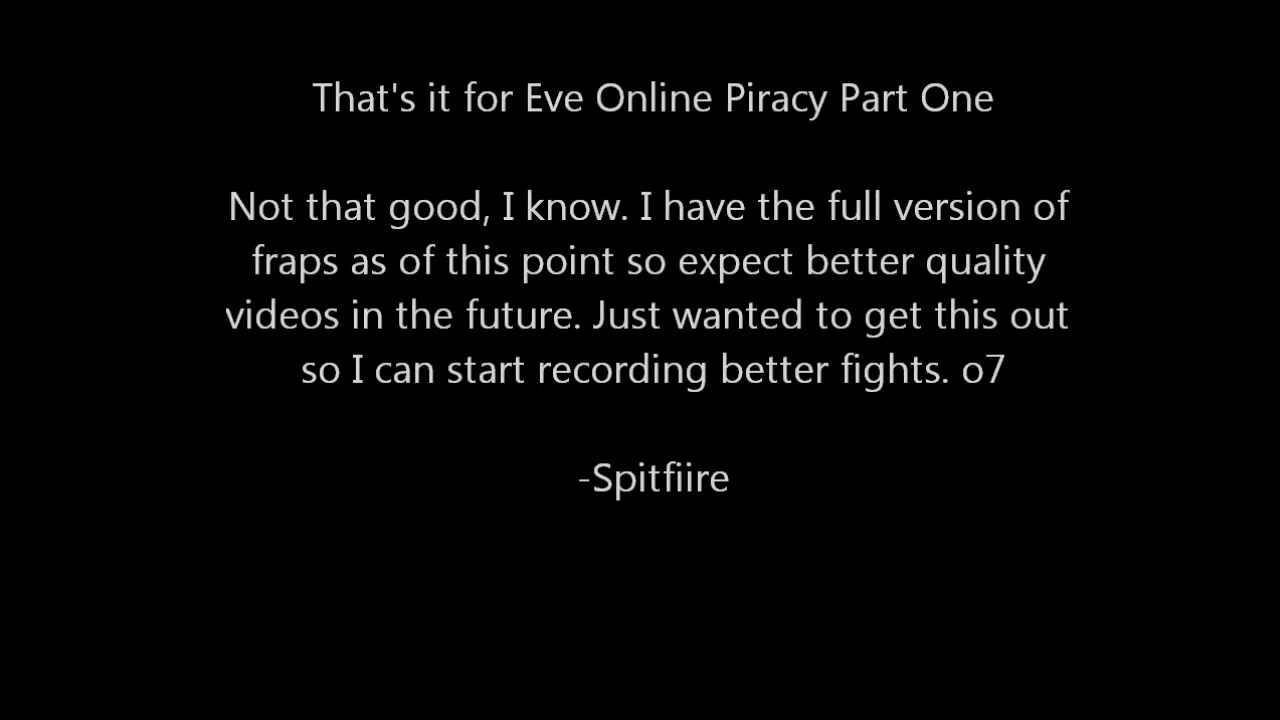 That's it for Eve Online Piracy Part One
Not that good, I know. I have the full version of
fraps as of this point so expect better quality
videos in the future. Just wanted to get this out
so I can start recording better fights. o7
-Spitfiire